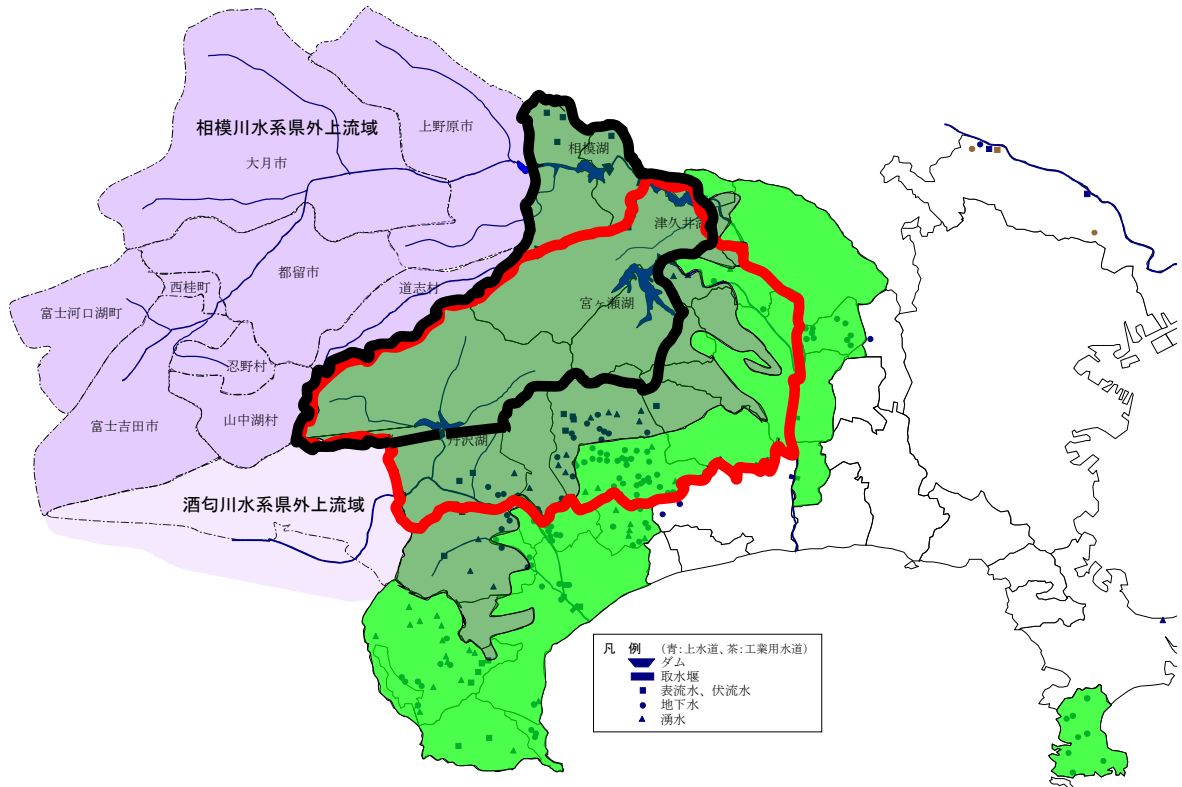 相模川水系県外上流域
上野原市
大月市
相模湖
津久井湖
都留市
西桂町
道志村
宮ヶ瀬湖
富士河口湖町
忍野村
富士吉田市
山中湖村
丹沢湖
酒匂川水系県外上流域
凡 例 (青:上水道、茶:工業用水道)
ダム
取水堰
表流水、伏流水
地下水
湧水